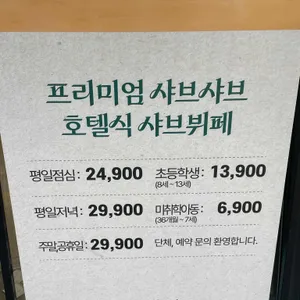 프리미엄 샤브샤브
호텔식 샤브뷔페
평일점심 : 24,900 초등학생 : 13,900
(8세 ~ 13세)
평일저녁 : 29,900 미취학아동 : 6,900
(36개월 ~ 7세)
주말,공휴일 : 29,900 단체, 예약 문의 환영합니다.